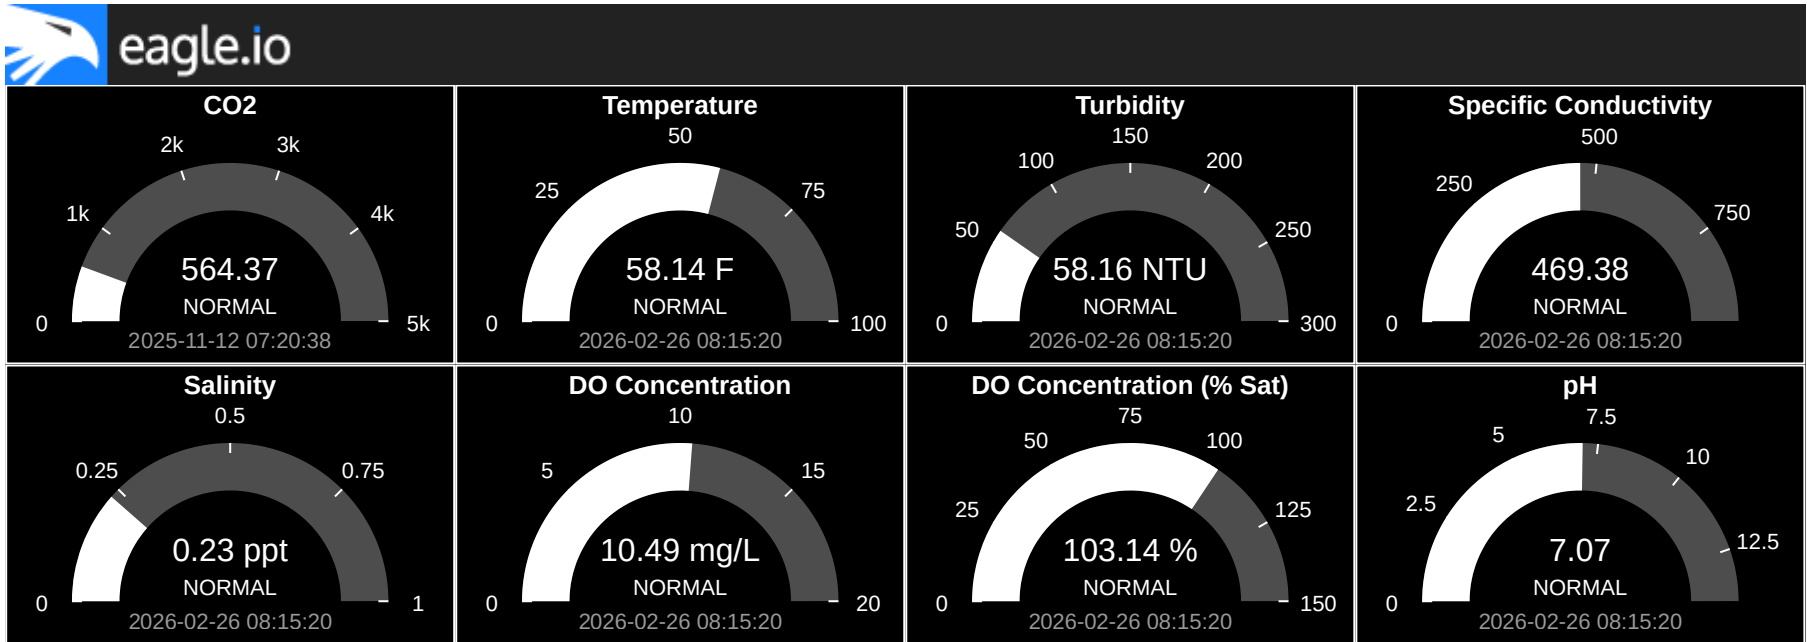 eagle.io
CO2
0
1k
2k
3k
4k
5k
564.37
NORMAL
2025-11-12 07:20:38
Temperature
0
25
50
75
100
58.14 F
NORMAL
2026-02-26 08:15:20
Turbidity
0
50
100
150
200
250
300
58.16 NTU
NORMAL
2026-02-26 08:15:20
Specific Conductivity
0
250
500
750
469.38
NORMAL
2026-02-26 08:15:20
Salinity
0
0.25
0.5
0.75
1
0.23 ppt
NORMAL
2026-02-26 08:15:20
DO Concentration
0
5
10
15
20
10.49 mg/L
NORMAL
2026-02-26 08:15:20
DO Concentration (% Sat)
0
25
50
75
100
125
150
103.14 %
NORMAL
2026-02-26 08:15:20
pH
0
2.5
5
7.5
10
12.5
7.07
NORMAL
2026-02-26 08:15:20